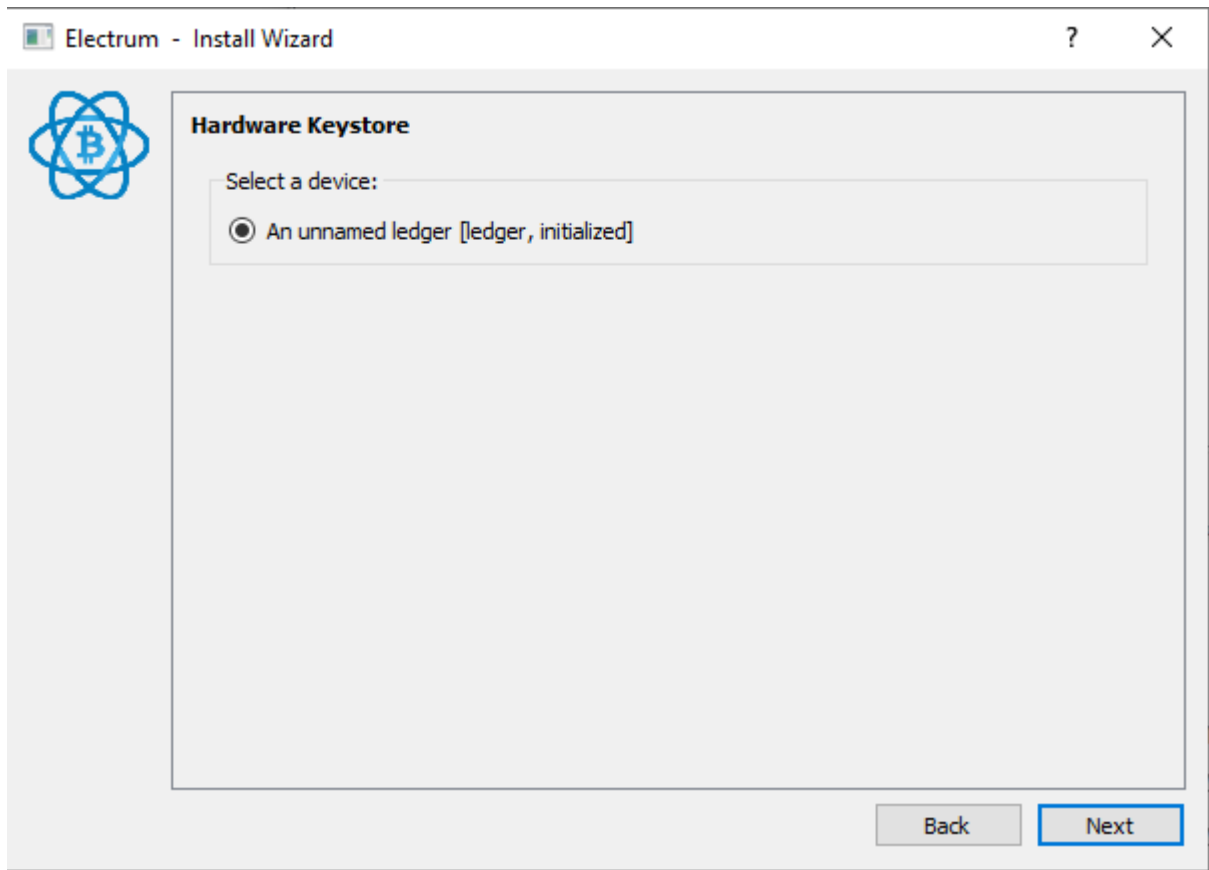 Electrum - Install Wizard
Hardware Keystore
Select a device:
An unnamed ledger [ledger, initialized]
Back
Next